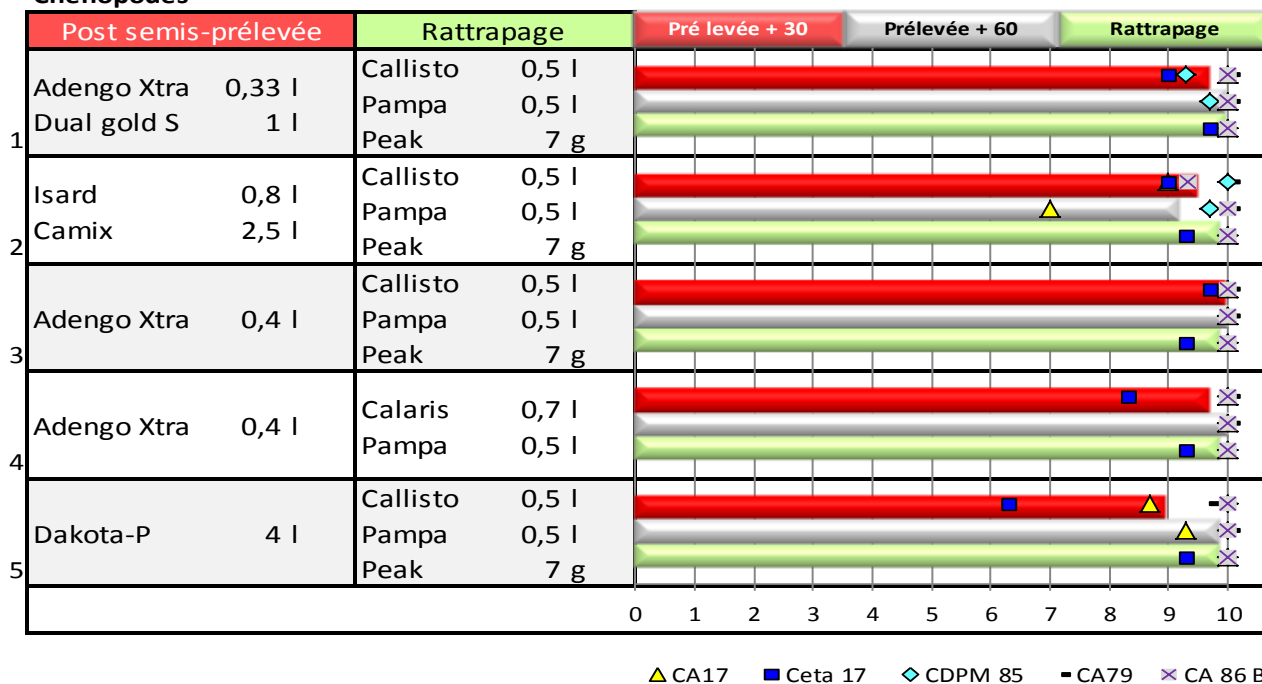 Chénopodes
Post semis-prélevée Rattrapage Pré levée + 30 Prélevée + 60 Rattrapage
1 Adengo Xtra 0,33 l
Dual gold S 1 l
Callisto 0,5 l
Pampa 0,5 l
Peak 7 g
2 Isard 0,8 l
Camix 2,5 l
Callisto 0,5 l
Pampa 0,5 l
Peak 7 g
3 Adengo Xtra 0,4 l
Callisto 0,5 l
Pampa 0,5 l
Peak 7 g
4 Adengo Xtra 0,4 l
Calaris 0,7 l
Pampa 0,5 l
5 Dakota-P 4 l
Callisto 0,5 l
Pampa 0,5 l
Peak 7 g
0 1 2 3 4 5 6 7 8 9 10
CA17 Ceta 17 CDPM 85 CA79 CA 86 B